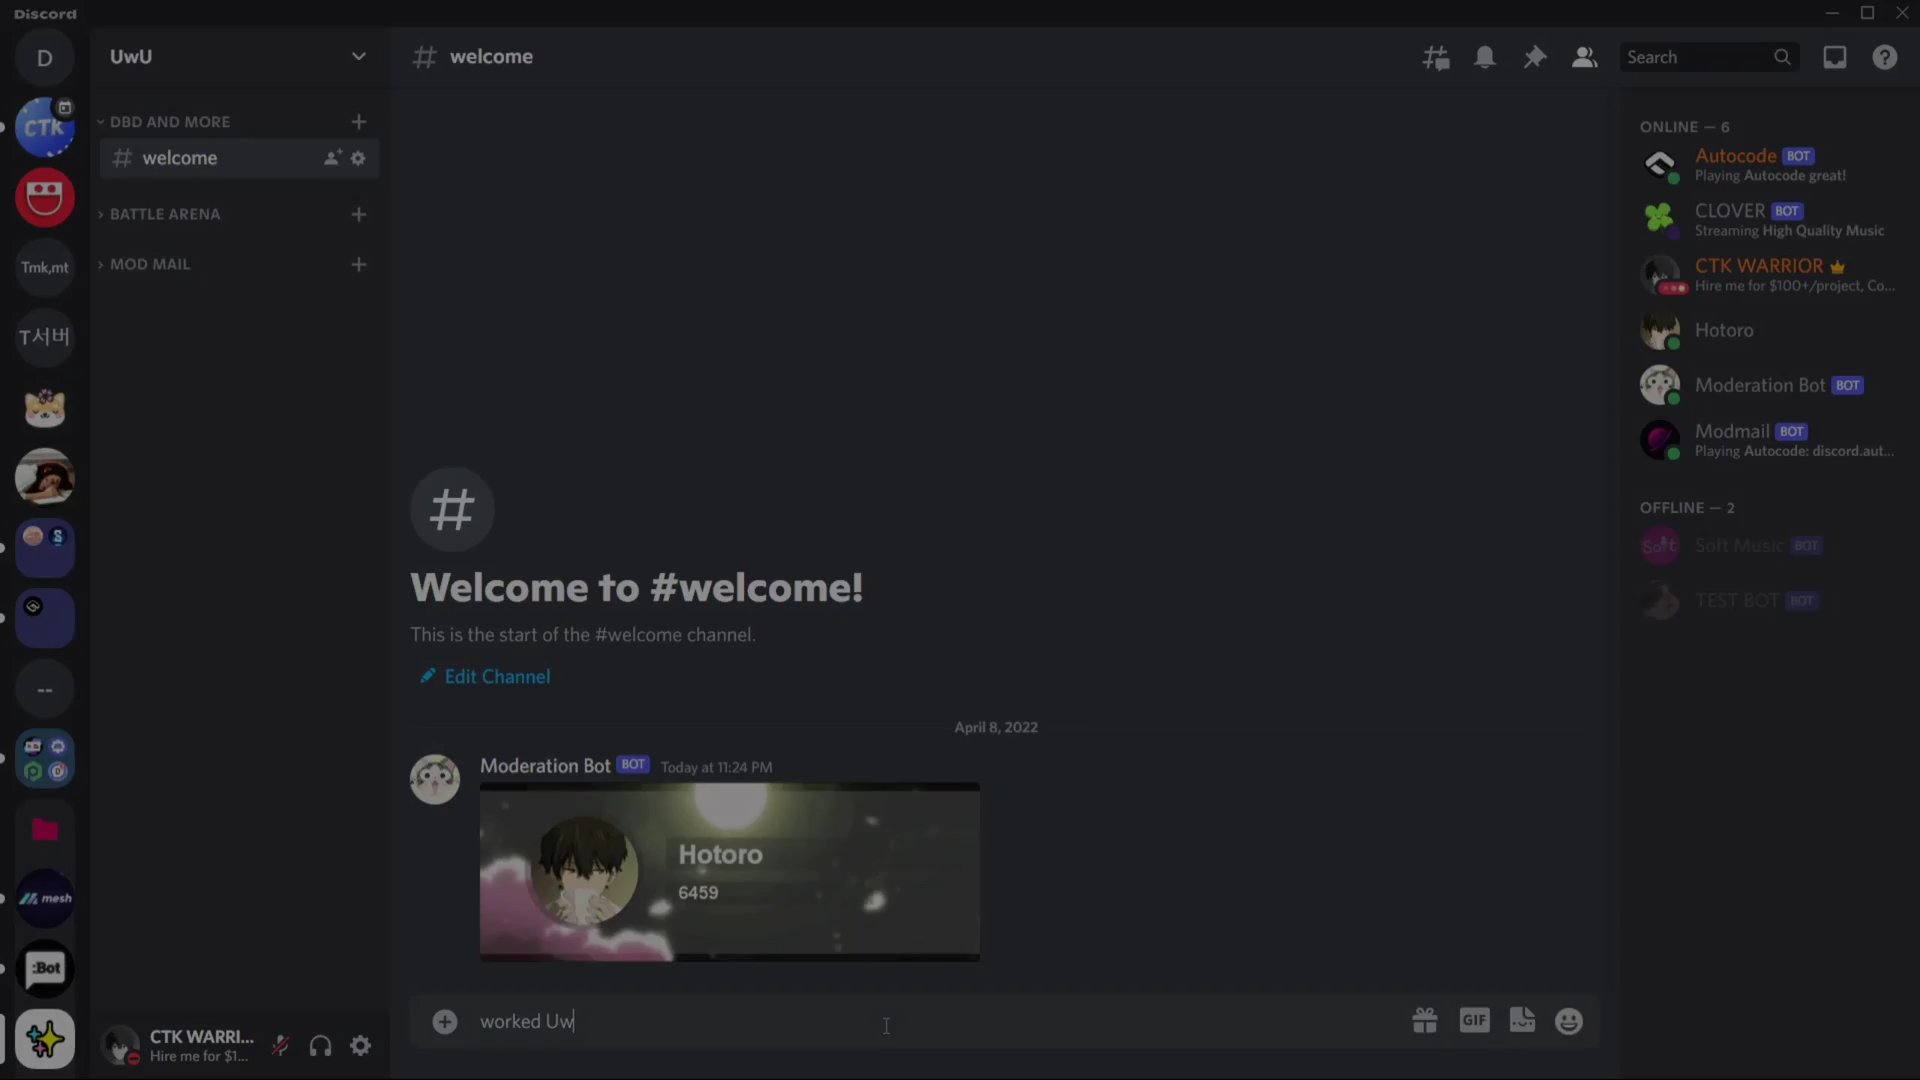 Discord
D
CTK
Tmk,mt
T서버
S
--
mesh
:Bot
UwU
DBD AND MORE
welcome
BATTLE ARENA
MOD MAIL
CTK WARRI...
Hire me for $1...
welcome
Search
Welcome to #welcome!
This is the start of the #welcome channel.
Edit Channel
April 8, 2022
Moderation Bot BOT Today at 11:24 PM
Hotoro
6459
worked Uw
GIF
ONLINE — 6
Autocode BOT
Playing Autocode great!
CLOVER BOT
Streaming High Quality Music
CTK WARRIOR
Hire me for $100+/project, Co...
Hotoro
Moderation Bot BOT
Modmail BOT
Playing Autocode: discord.aut...
OFFLINE — 2
Soft
Soft Music BOT
TEST BOT BOT